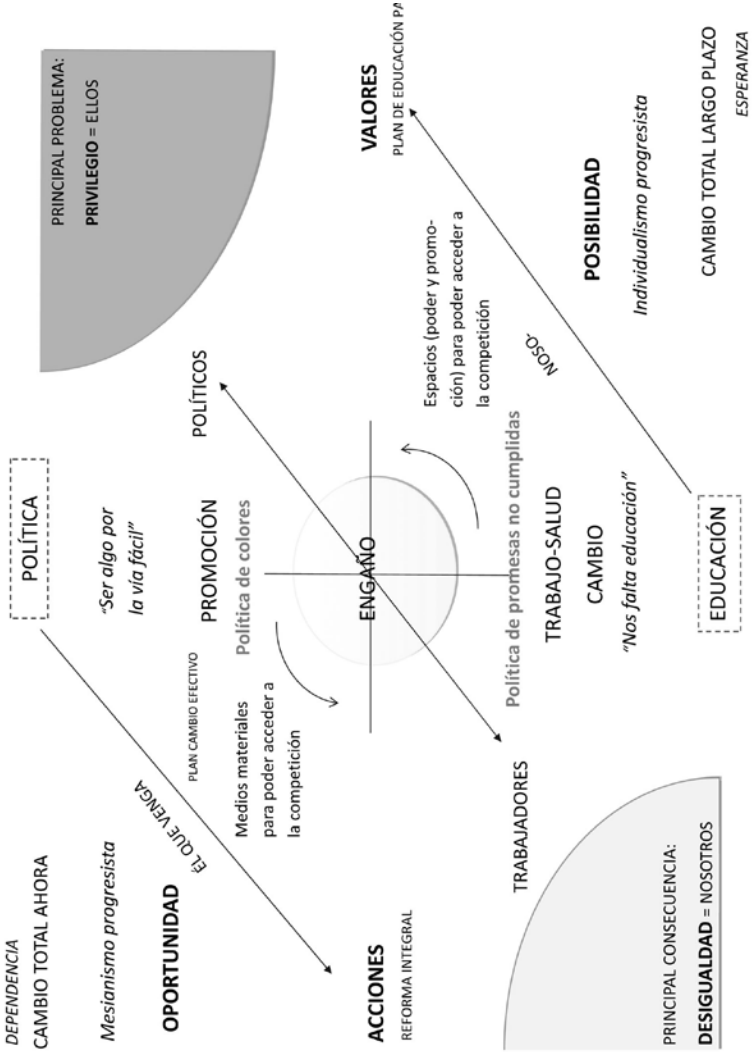 DEPENDENCIA
CAMBIO TOTAL AHORA
Mesianismo progresista
OPORTUNIDAD
ÉL QUE VENGA
ACCIONES
REFORMA INTEGRAL
POLÍTICA
“Ser algo por
la vía fácil”
PROMOCIÓN
Política de colores
PLAN CAMBIO EFECTIVO
Medios materiales
para poder acceder a
la competición
POLÍTICOS
PRINCIPAL PROBLEMA:
PRIVILEGIO = ELLOS
ENGAÑO
VALORES
PLAN DE EDUCACIÓN PA
Espacios (poder y promo-
ción) para poder acceder a
la competición
NOSO.
TRABAJADORES
Política de promesas no cumplidas
TRABAJO-SALUD
CAMBIO
“Nos falta educación”
EDUCACIÓN
POSIBILIDAD
Individualismo progresista
CAMBIO TOTAL LARGO PLAZO
ESPERANZA
PRINCIPAL CONSECUENCIA:
DESIGUALDAD = NOSOTROS